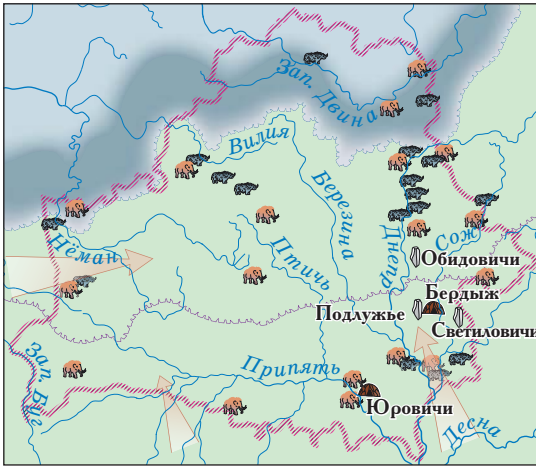 Зап. Двина
Вилия
Березина
Нёман
Птичь
Днепр
Сож
Обидовичи
Бердыж
Подлужье
Светиловичи
Зап. Буг
Припять
Юровичи
Десна